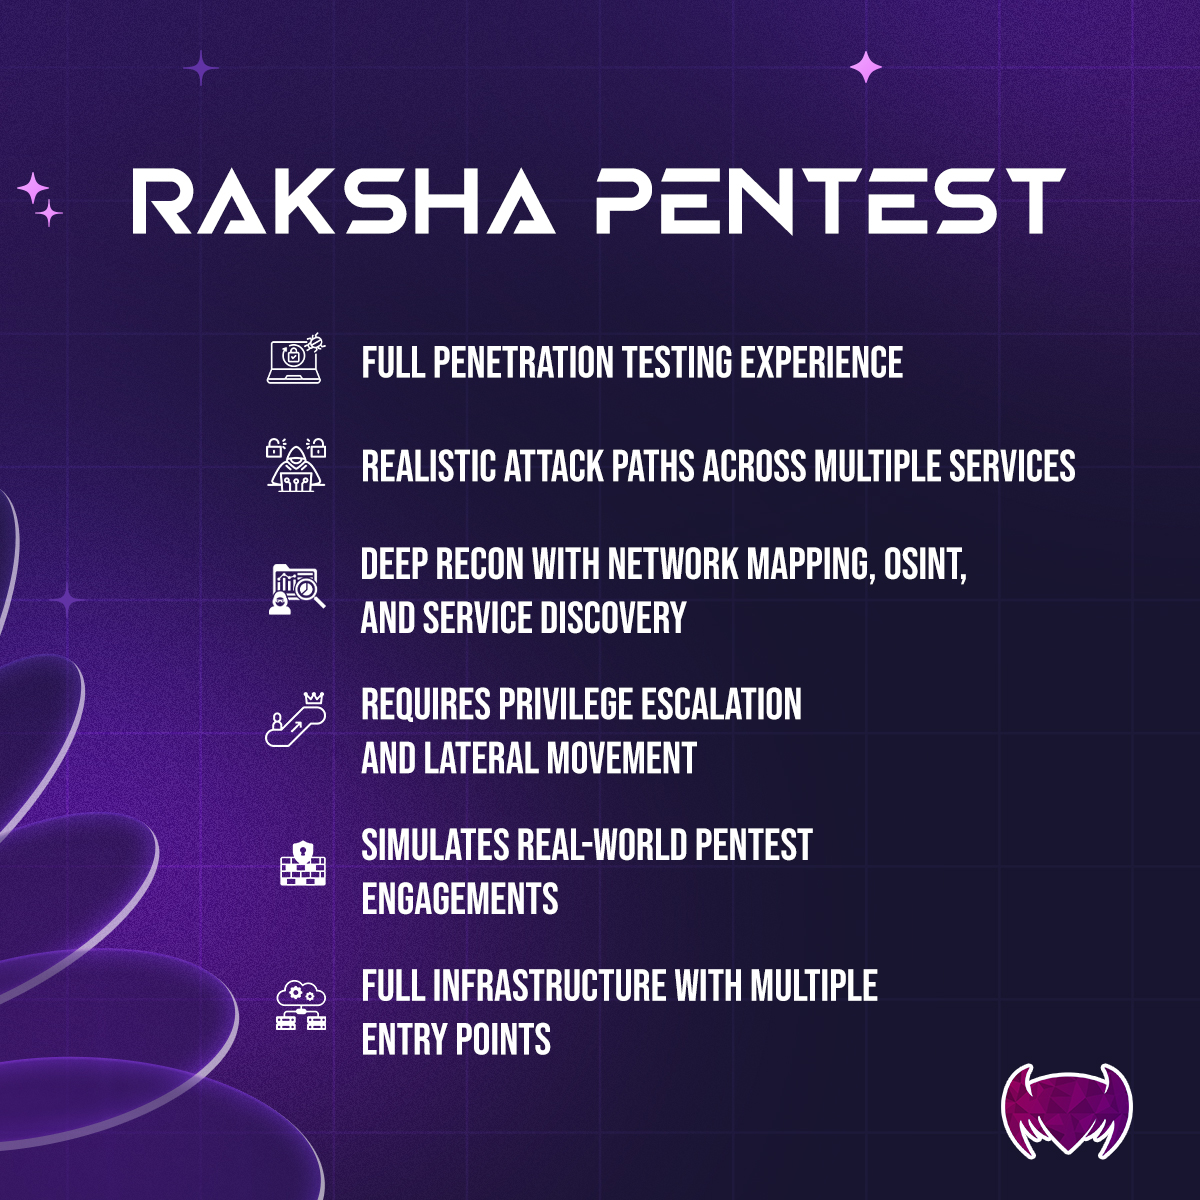 RAKSHA PENTEST
FULL PENETRATION TESTING EXPERIENCE
REALISTIC ATTACK PATHS ACROSS MULTIPLE SERVICES
DEEP RECON WITH NETWORK MAPPING, OSINT,
AND SERVICE DISCOVERY
REQUIRES PRIVILEGE ESCALATION
AND LATERAL MOVEMENT
SIMULATES REAL-WORLD PENTEST
ENGAGEMENTS
FULL INFRASTRUCTURE WITH MULTIPLE
ENTRY POINTS